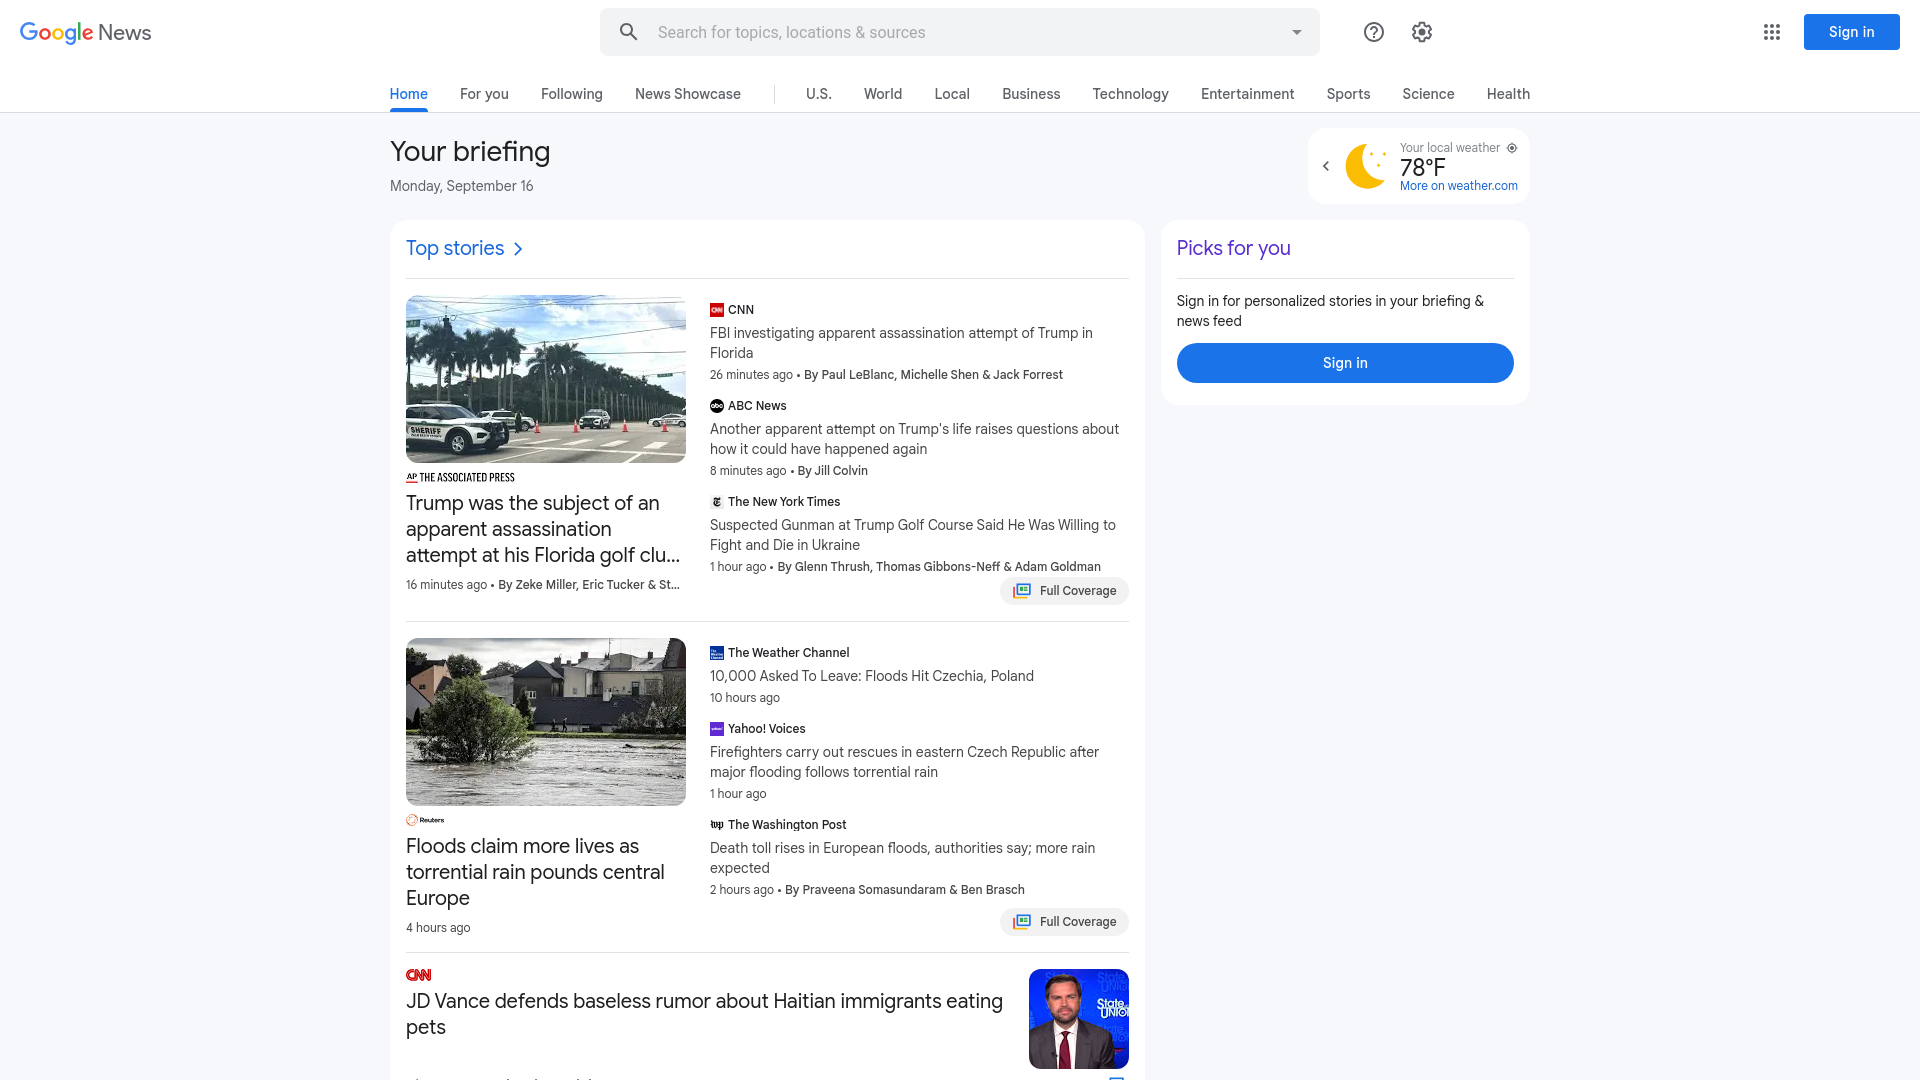 Google News
Search for topics, locations & sources
Sign in
Home
For you
Following
News Showcase
U.S.
World
Local
Business
Technology
Entertainment
Sports
Science
Health
Your briefing
Monday, September 16
Your local weather
78°F
More on weather.com
Top stories
SHERIFF
AP THE ASSOCIATED PRESS
Trump was the subject of an
apparent assassination
attempt at his Florida golf clu...
16 minutes ago • By Zeke Miller, Eric Tucker & St...
CNN
FBI investigating apparent assassination attempt of Trump in
Florida
26 minutes ago • By Paul LeBlanc, Michelle Shen & Jack Forrest
abc ABC News
Another apparent attempt on Trump's life raises questions about
how it could have happened again
8 minutes ago • By Jill Colvin
The New York Times
Suspected Gunman at Trump Golf Course Said He Was Willing to
Fight and Die in Ukraine
1 hour ago • By Glenn Thrush, Thomas Gibbons-Neff & Adam Goldman
Full Coverage
Reuters
Floods claim more lives as
torrential rain pounds central
Europe
4 hours ago
The Weather Channel
10,000 Asked To Leave: Floods Hit Czechia, Poland
10 hours ago
Yahoo! Voices
Firefighters carry out rescues in eastern Czech Republic after
major flooding follows torrential rain
1 hour ago
wp The Washington Post
Death toll rises in European floods, authorities say; more rain
expected
2 hours ago • By Praveena Somasundaram & Ben Brasch
Full Coverage
CNN
JD Vance defends baseless rumor about Haitian immigrants eating
pets
State
UNION
Picks for you
Sign in for personalized stories in your briefing &
news feed
Sign in